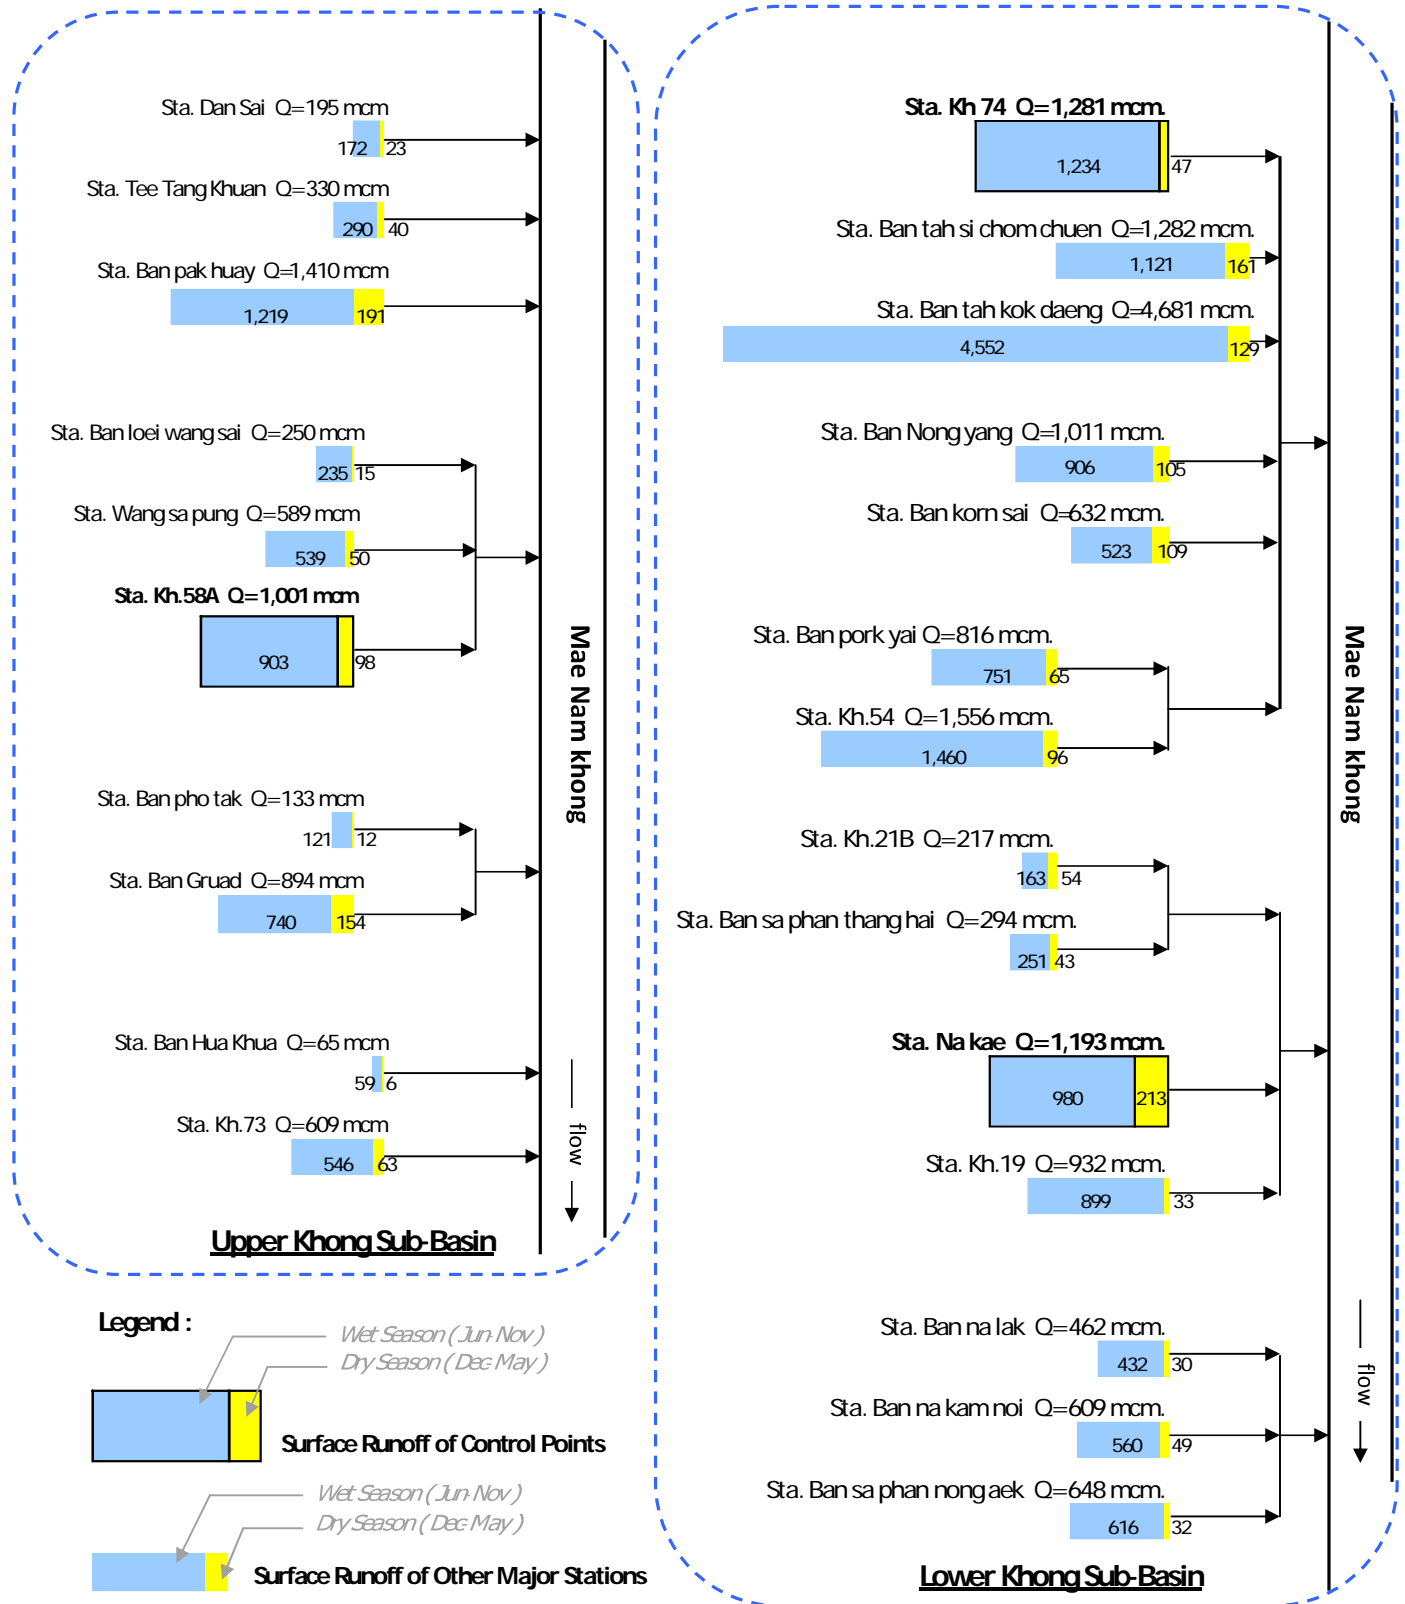 Sta. Dan Sai Q=195 mcm
172 23
Sta. Tee Tang Khuan Q=330 mcm
290 40
Sta. Ban pak huay Q=1,410 mcm
1,219 191
Sta. Ban loei wang sai Q=250 mcm
235 15
Sta. Wang sa pung Q=589 mcm
539 50
Sta. Kh.58A Q=1,001 mcm
903 98
Sta. Ban pho tak Q=133 mcm
121 12
Sta. Ban Gruad Q=894 mcm
740 154
Sta. Ban Hua Khua Q=65 mcm
59 6
Sta. Kh.73 Q=609 mcm
546 63
Mae Nam khong
flow
Upper Khong Sub-Basin
Sta. Kh 74 Q=1,281 mcm.
1,234 47
Sta. Ban tah si chom chuen Q=1,282 mcm.
1,121 161
Sta. Ban tah kok daeng Q=4,681 mcm.
4,552 129
Sta. Ban Nong yang Q=1,011 mcm.
906 105
Sta. Ban korn sai Q=632 mcm.
523 109
Sta. Ban pork yai Q=816 mcm.
751 65
Sta. Kh.54 Q=1,556 mcm.
1,460 96
Sta. Kh.21B Q=217 mcm.
163 54
Sta. Ban sa phan thang hai Q=294 mcm.
251 43
Sta. Na kae Q=1,193 mcm.
980 213
Sta. Kh.19 Q=932 mcm.
899 33
Sta. Ban na lak Q=462 mcm.
432 30
Sta. Ban na kam noi Q=609 mcm.
560 49
Sta. Ban sa phan nong aek Q=648 mcm.
616 32
Mae Nam khong
flow
Lower Khong Sub-Basin
Legend :
Wet Season ( Jun-Nov )
Dry Season ( Dec-May )
Surface Runoff of Control Points
Wet Season ( Jun-Nov )
Dry Season ( Dec-May )
Surface Runoff of Other Major Stations